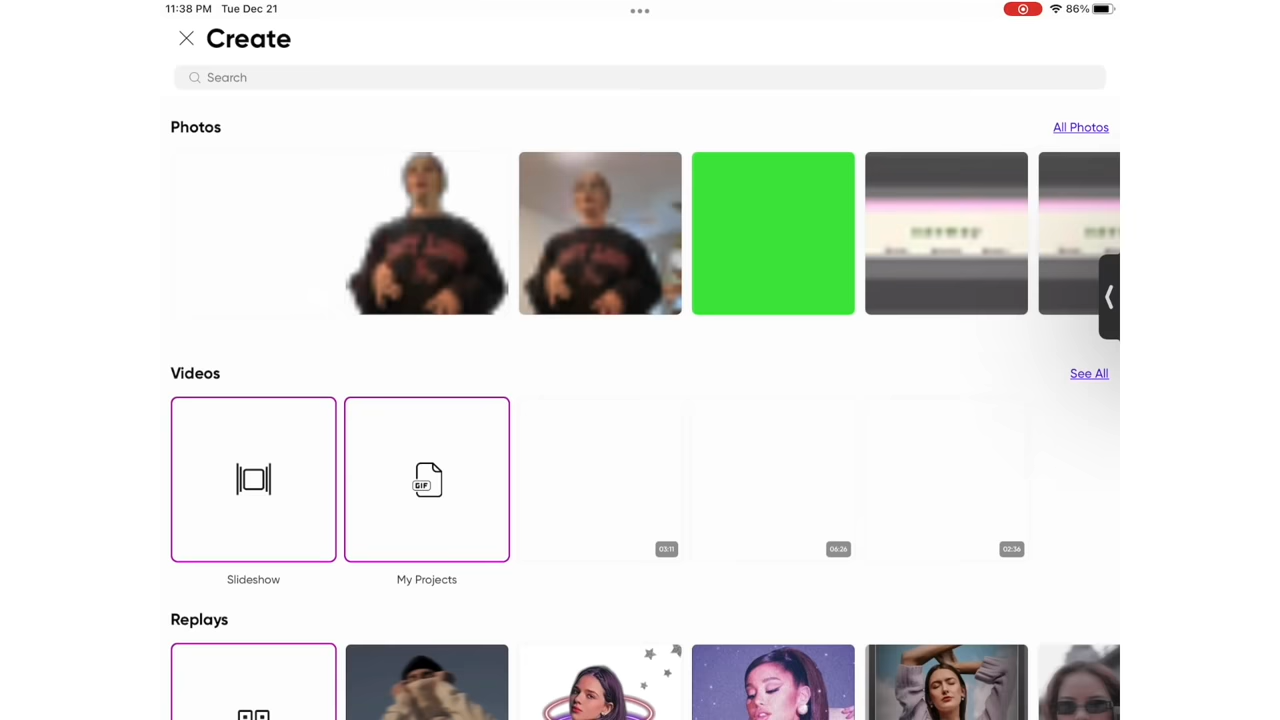 11:38 PM Tue Dec 21
86%
Create
Search
Photos
All Photos
Videos
See All
GIF
03:11
06:26
02:36
Slideshow
My Projects
Replays